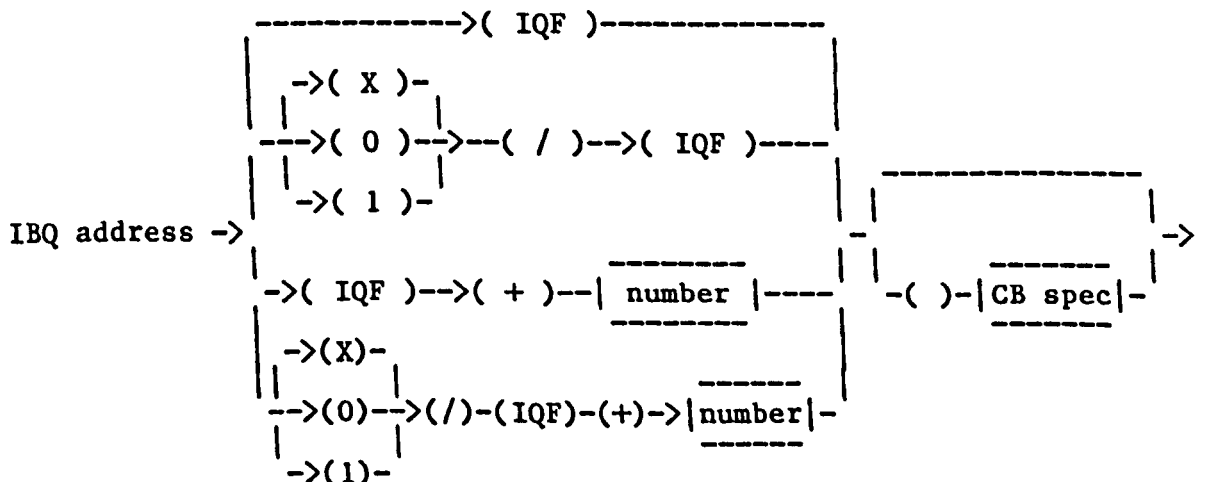 ( IQF )
( X )
( 0 ) ( / ) ( IQF )
( 1 )
IBQ address
( IQF ) ( + ) number ( ) CB spec
(X)
(0) (/) (IQF) (+) number
(1)